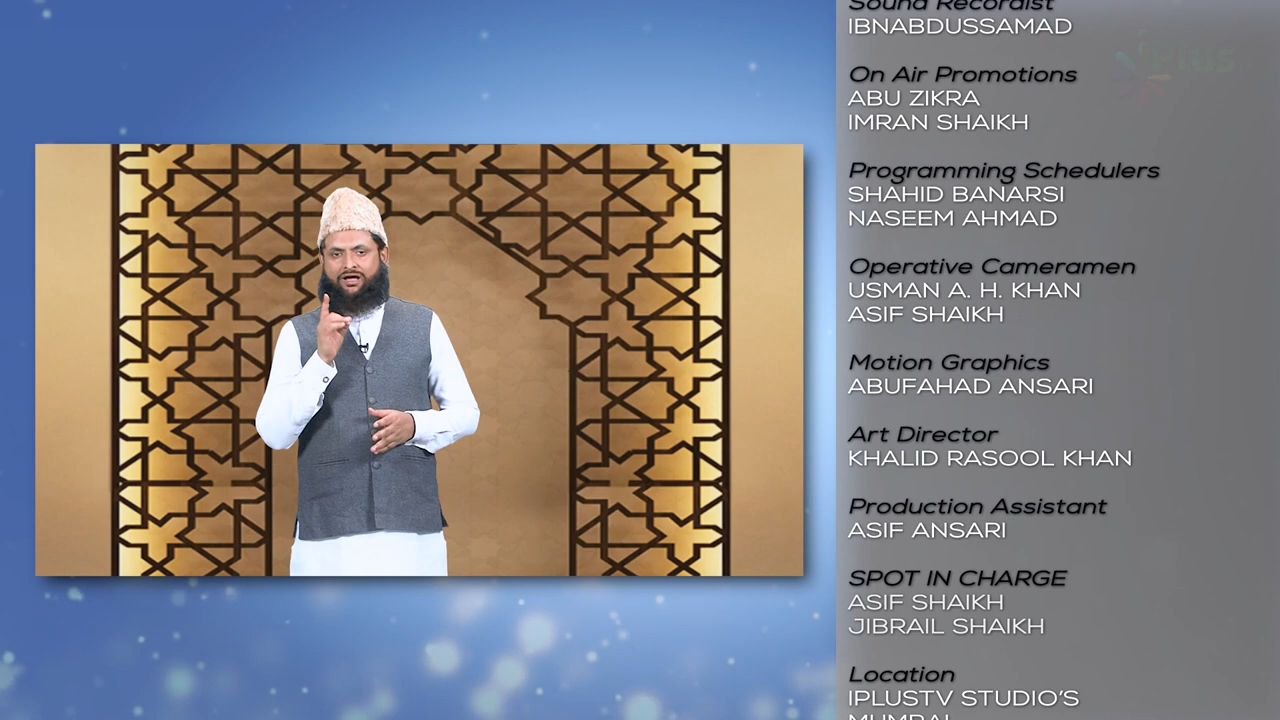 Sound Recordist
IBNABDUSSAMAD
On Air Promotions
ABU ZIKRA
IMRAN SHAIKH
Programming Schedulers
SHAHID BANARSI
NASEEM AHMAD
Operative Cameramen
USMAN A. H. KHAN
ASIF SHAIKH
Motion Graphics
ABUFAHAD ANSARI
Art Director
KHALID RASOOL KHAN
Production Assistant
ASIF ANSARI
SPOT IN CHARGE
ASIF SHAIKH
JIBRAIL SHAIKH
Location
IPLUSTV STUDIO'S
MUMBAI
iPlus